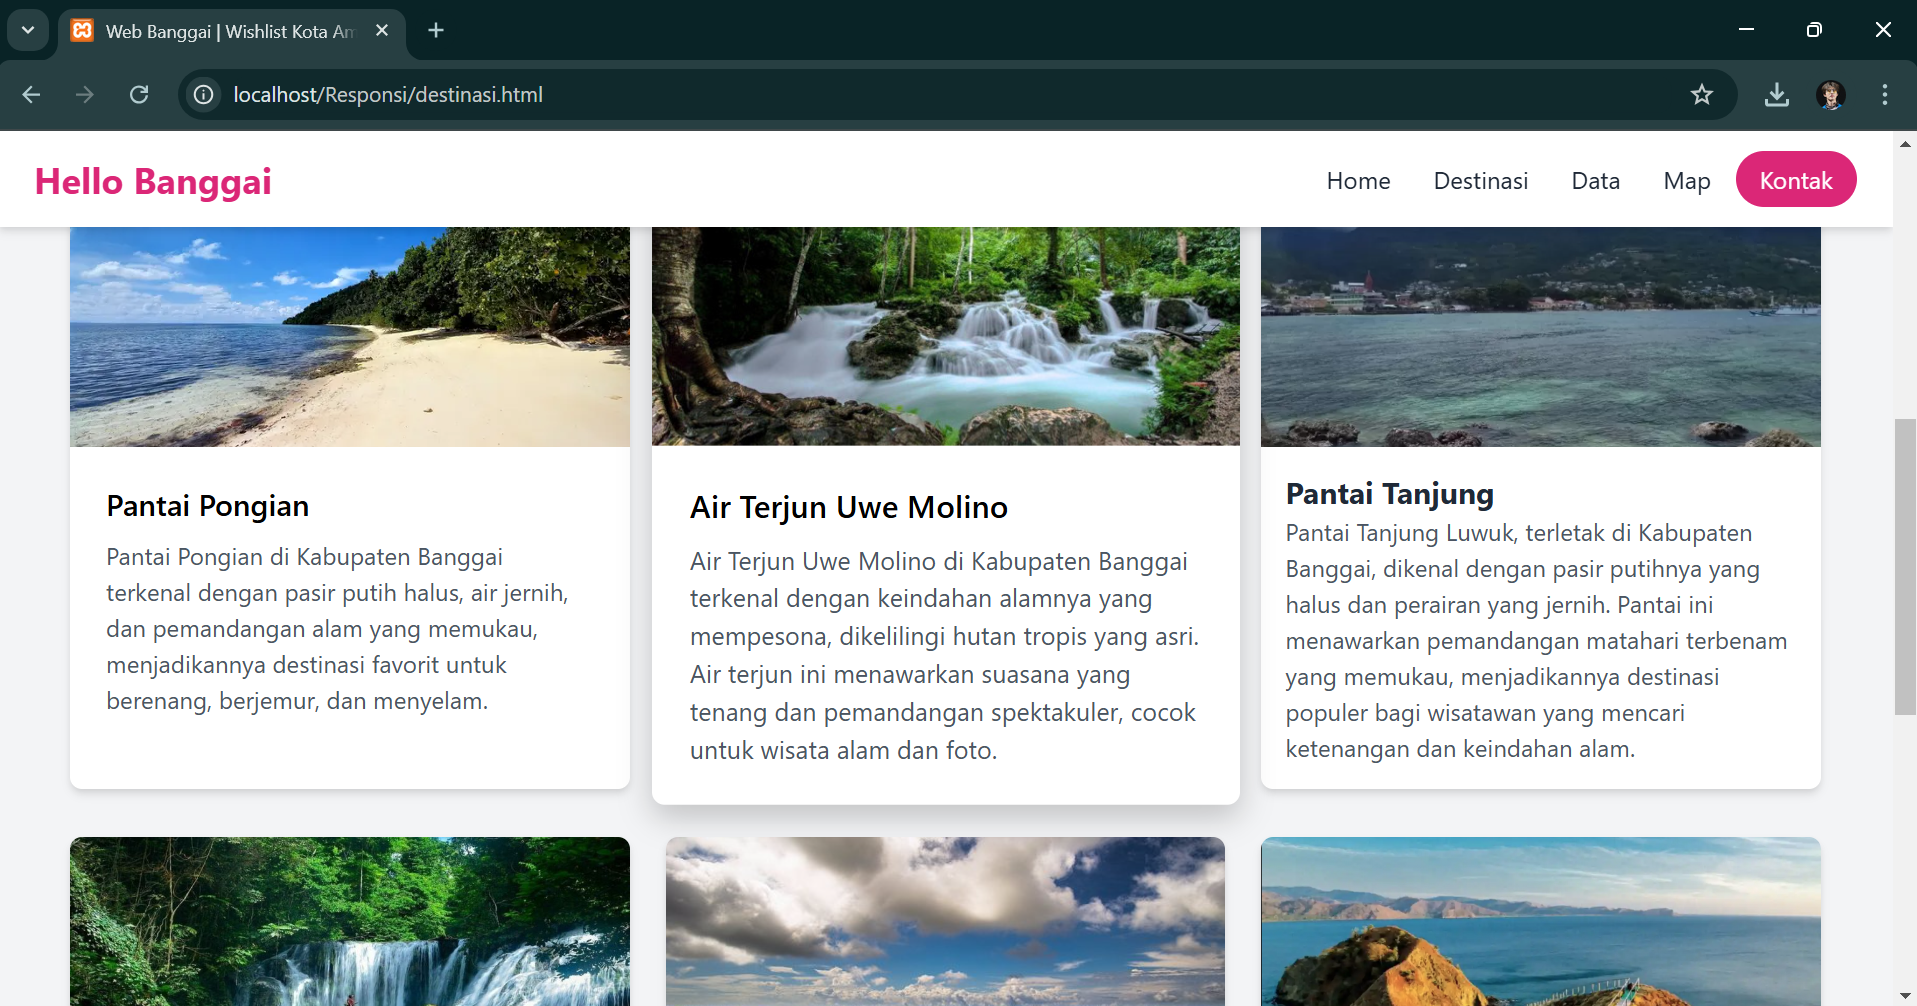 Web Banggai | Wishlist Kota Am
localhost/Responsi/destinasi.html
Hello Banggai
Home
Destinasi
Data
Map
Kontak
Pantai Pongian
Pantai Pongian di Kabupaten Banggai
terkenal dengan pasir putih halus, air jernih,
dan pemandangan alam yang memukau,
menjadikannya destinasi favorit untuk
berenang, berjemur, dan menyelam.
Air Terjun Uwe Molino
Air Terjun Uwe Molino di Kabupaten Banggai
terkenal dengan keindahan alamnya yang
mempesona, dikelilingi hutan tropis yang asri.
Air terjun ini menawarkan suasana yang
tenang dan pemandangan spektakuler, cocok
untuk wisata alam dan foto.
Pantai Tanjung
Pantai Tanjung Luwuk, terletak di Kabupaten
Banggai, dikenal dengan pasir putihnya yang
halus dan perairan yang jernih. Pantai ini
menawarkan pemandangan matahari terbenam
yang memukau, menjadikannya destinasi
populer bagi wisatawan yang mencari
ketenangan dan keindahan alam.